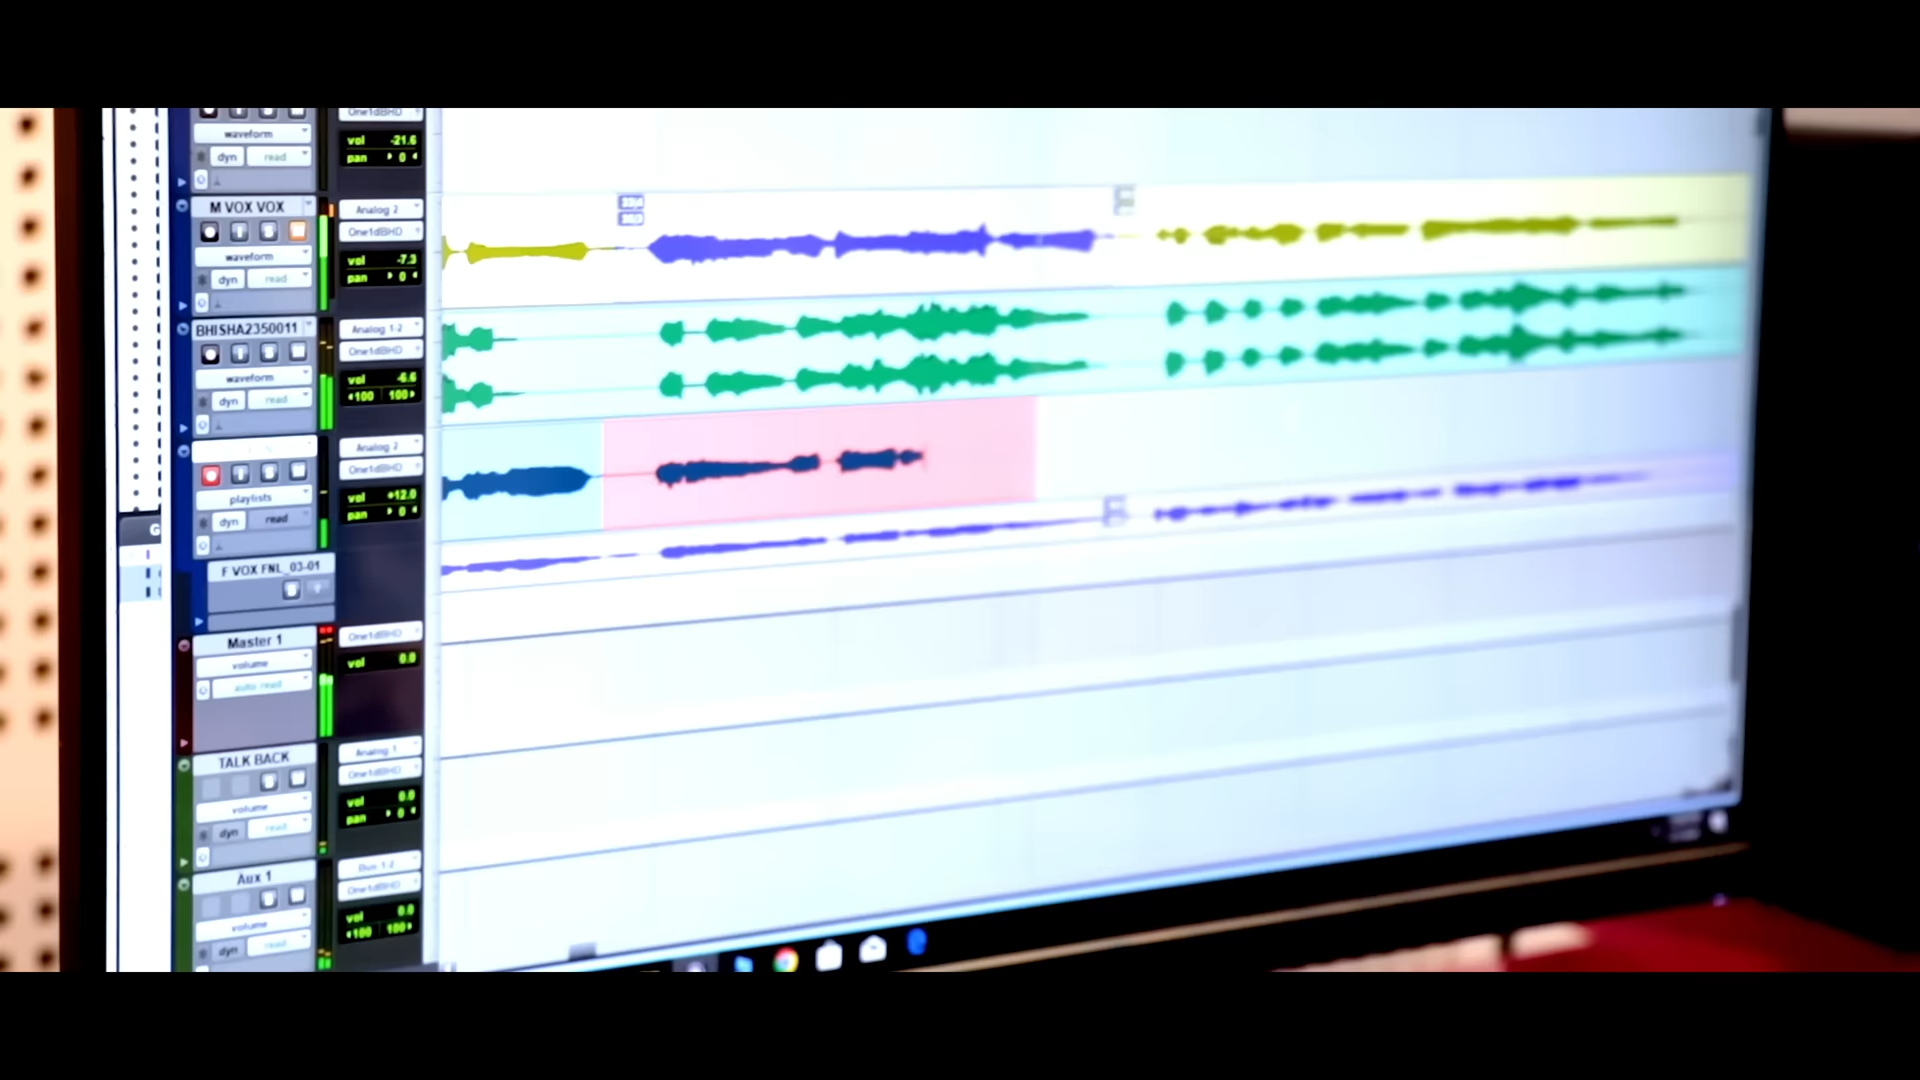 One1dBHD
waveform
vol -21.6
dyn read
pan 0
M VOX VOX
Analog 2
One1dBHD
waveform
vol -7.3
dyn read
pan 0
BHISHA2350011
Analog 1-2
One1dBHD
waveform
vol -6.6
dyn read
100 100
Analog 2
One1dBHD
playlists
vol +12.0
dyn read
pan 0
F VOX FNL_03-01
Master 1
One1dBHD
volume
vol 0.0
auto read
TALK BACK
Analog 1
One1dBHD
volume
vol 0.0
dyn read
pan 0
Aux 1
Bus 1-2
One1dBHD
volume
vol 0.0
dyn read
100 100
G